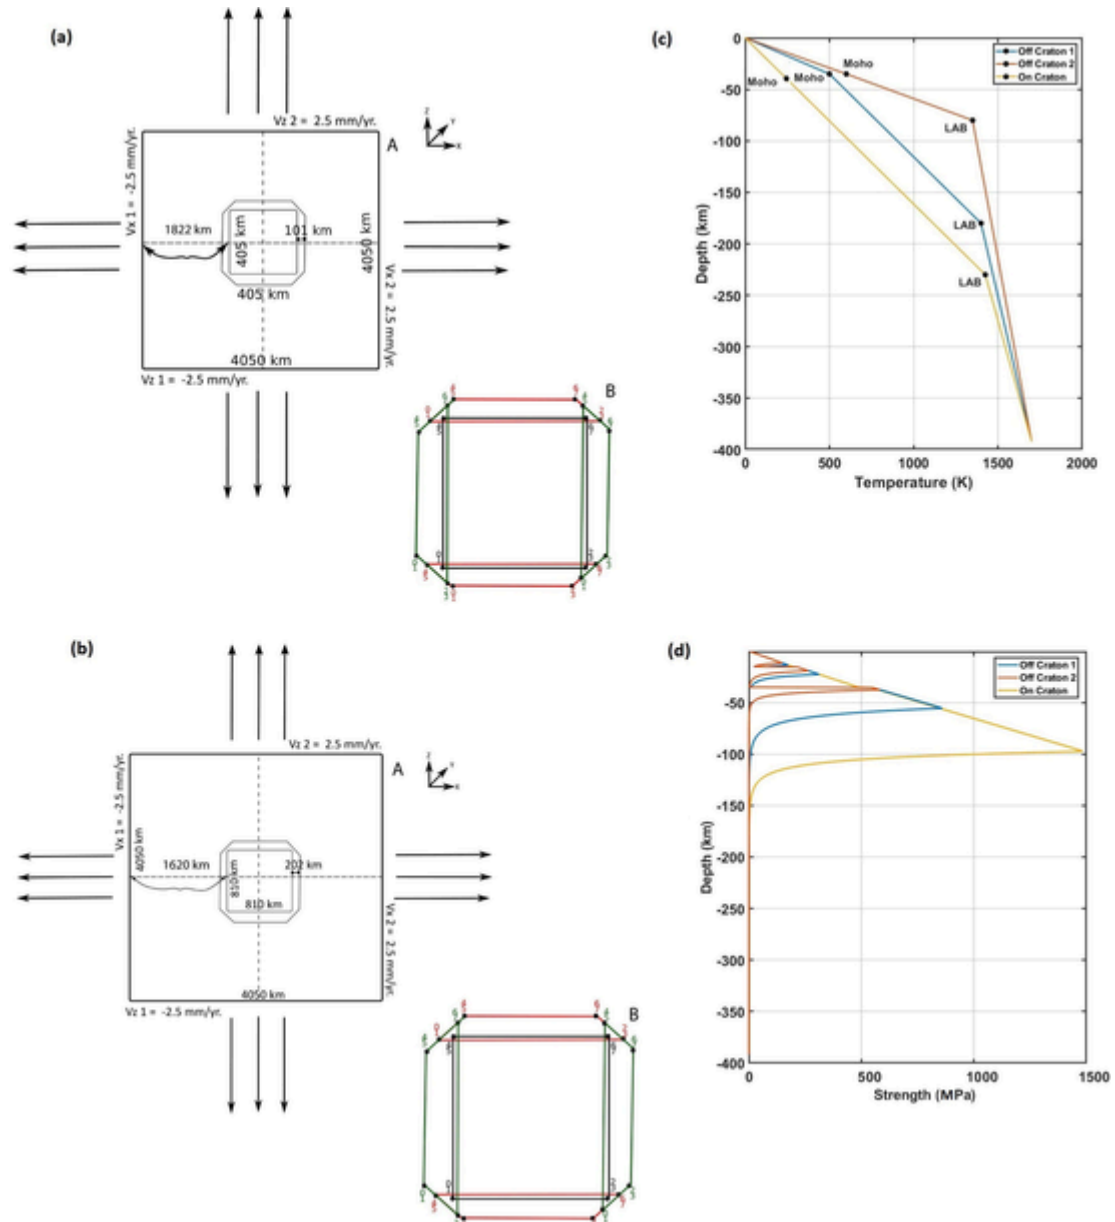 (a)
Vz 2 = 2.5 mm/yr.
A
Z
Y
X
Vx 1 = -2.5 mm/yr.
1822 km
405 km
101 km
4050 km
405 km
Vx 2 = 2.5 mm/yr.
4050 km
Vz 1 = -2.5 mm/yr.
B
(c)
0
-50
-100
-150
-200
-250
-300
-350
-400
Depth (km)
Off Craton 1
Off Craton 2
On Craton
Moho
Moho
Moho
LAB
LAB
LAB
0
500
1000
1500
2000
Temperature (K)
(b)
Vz 2 = 2.5 mm/yr.
A
Z
Y
X
Vx 1 = -2.5 mm/yr.
4050 km
1620 km
810 km
202 km
810 km
Vx 2 = 2.5 mm/yr.
4050 km
Vz 1 = -2.5 mm/yr.
B
(d)
Off Craton 1
Off Craton 2
On Craton
-50
-100
-150
-200
-250
-300
-350
-400
Depth (km)
0
500
1000
1500
Strength (MPa)